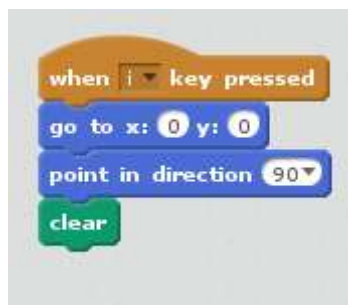 when i key pressed
go to x: 0 y: 0
point in direction 90
clear